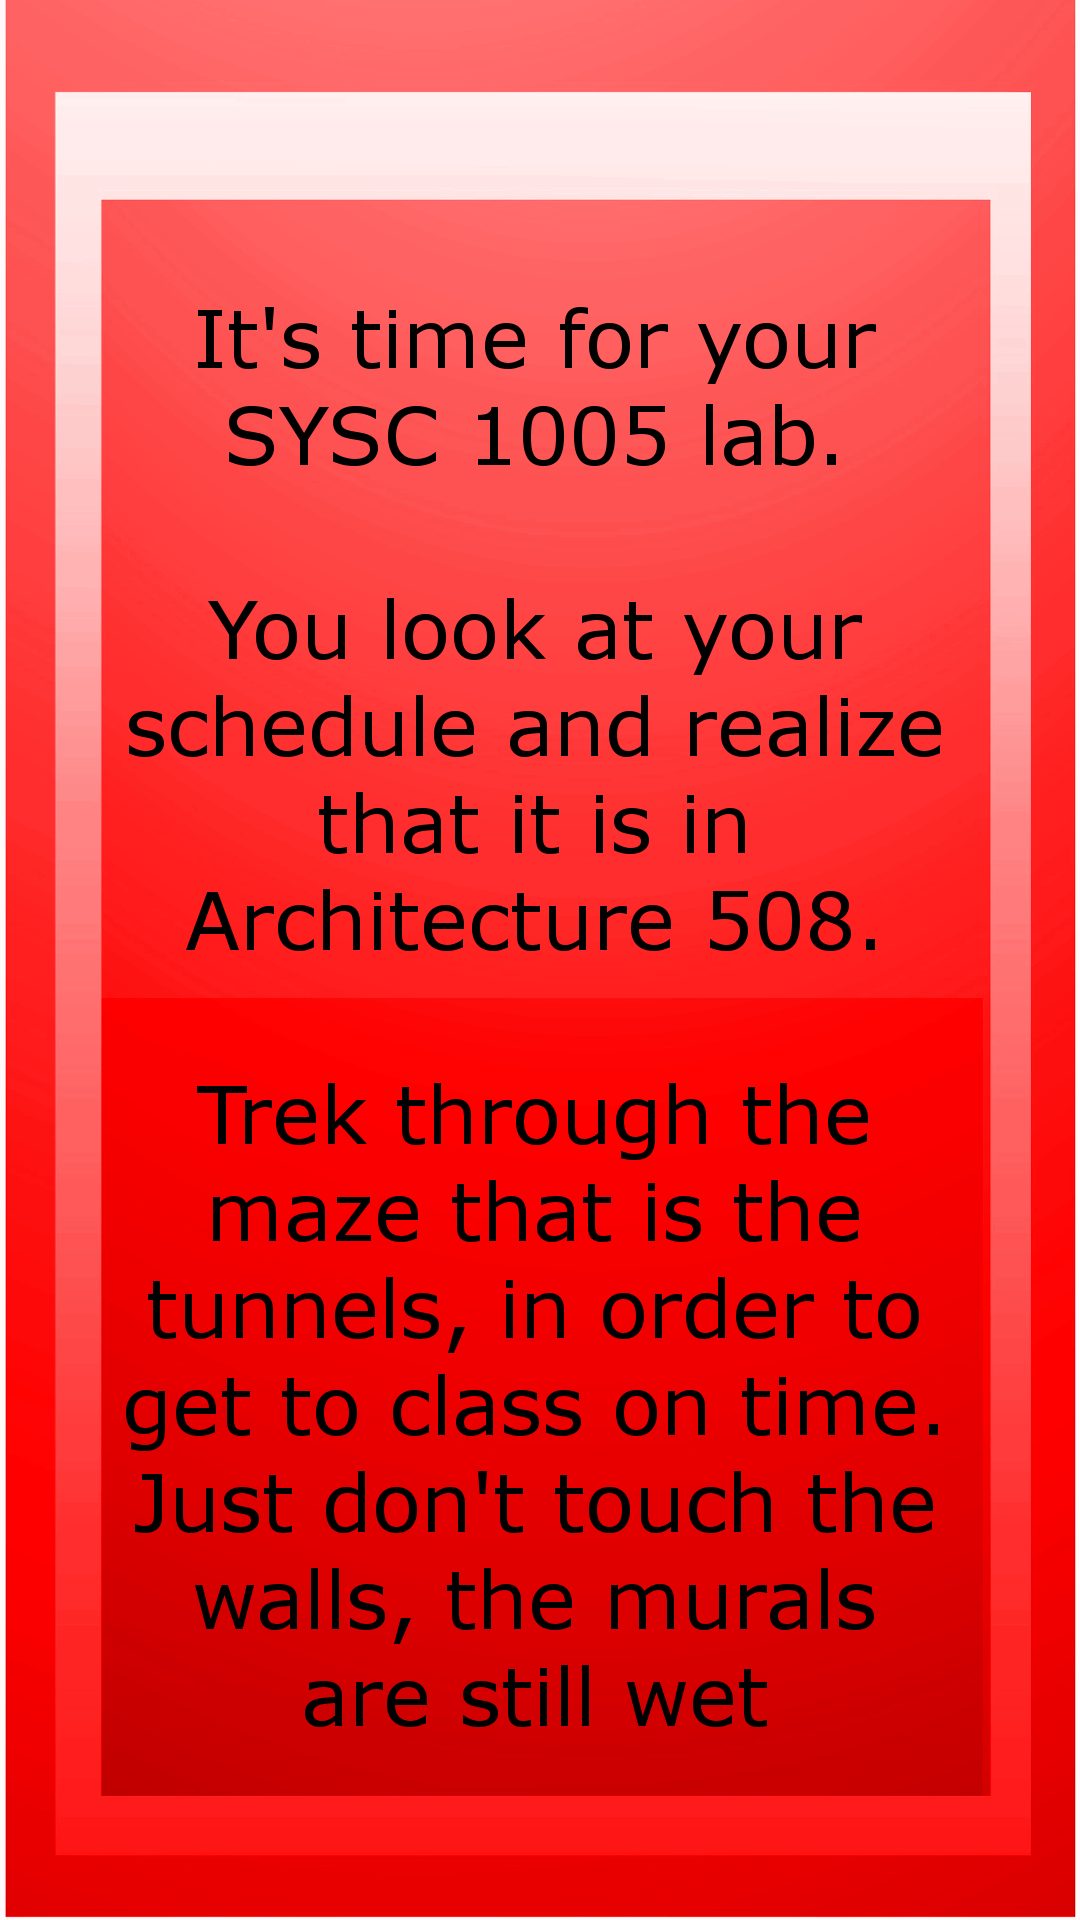 It's time for your
SYSC 1005 lab.
You look at your
schedule and realize
that it is in
Architecture 508.
Trek through the
maze that is the
tunnels, in order to
get to class on time.
Just don't touch the
walls, the murals
are still wet